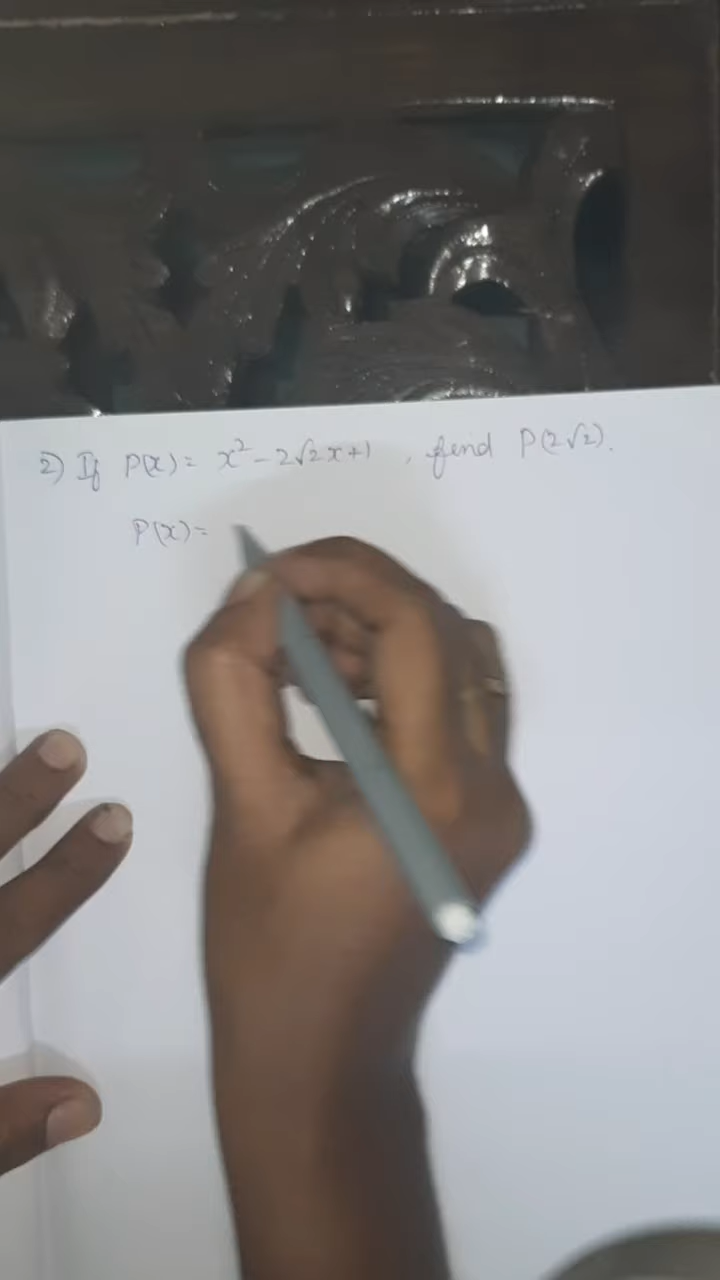 2) If P(x) = x² - 2√2x+1 , find P(2√2).
P(x) =